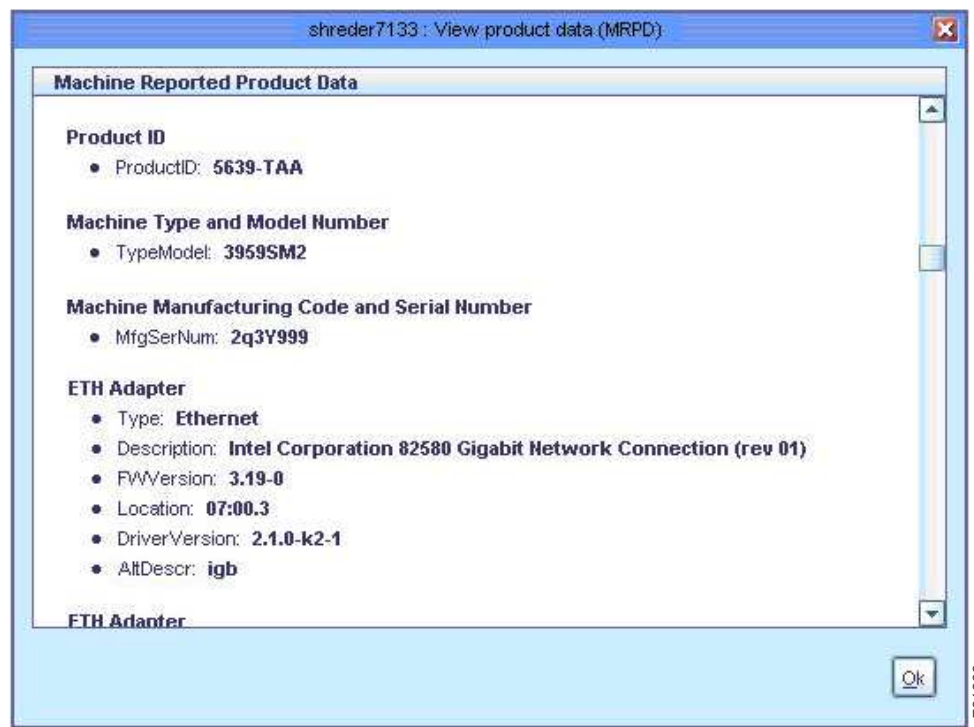 shreder7133 : View product data (MRPD)
Machine Reported Product Data
Product ID
• ProductID: 5639-TAA
Machine Type and Model Number
• TypeModel: 3959SM2
Machine Manufacturing Code and Serial Number
• MfgSerNum: 2q3Y999
ETH Adapter
• Type: Ethernet
• Description: Intel Corporation 82580 Gigabit Network Connection (rev 01)
• FWVersion: 3.19-0
• Location: 07:00.3
• DriverVersion: 2.1.0-k2-1
• AltDescr: igb
ETH Adapter
Ok